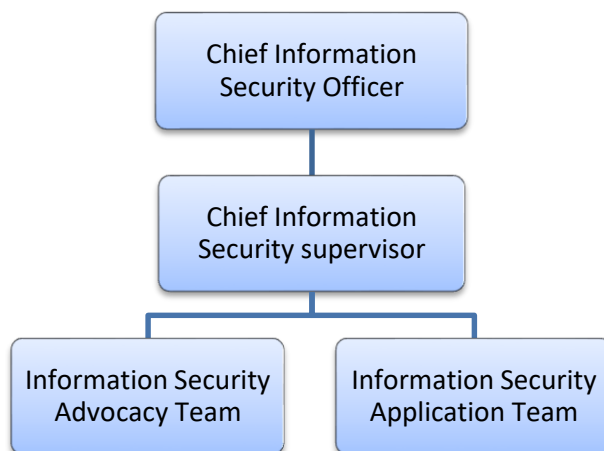 Chief Information
Security Officer
Chief Information
Security supervisor
Information Security
Advocacy Team
Information Security
Application Team